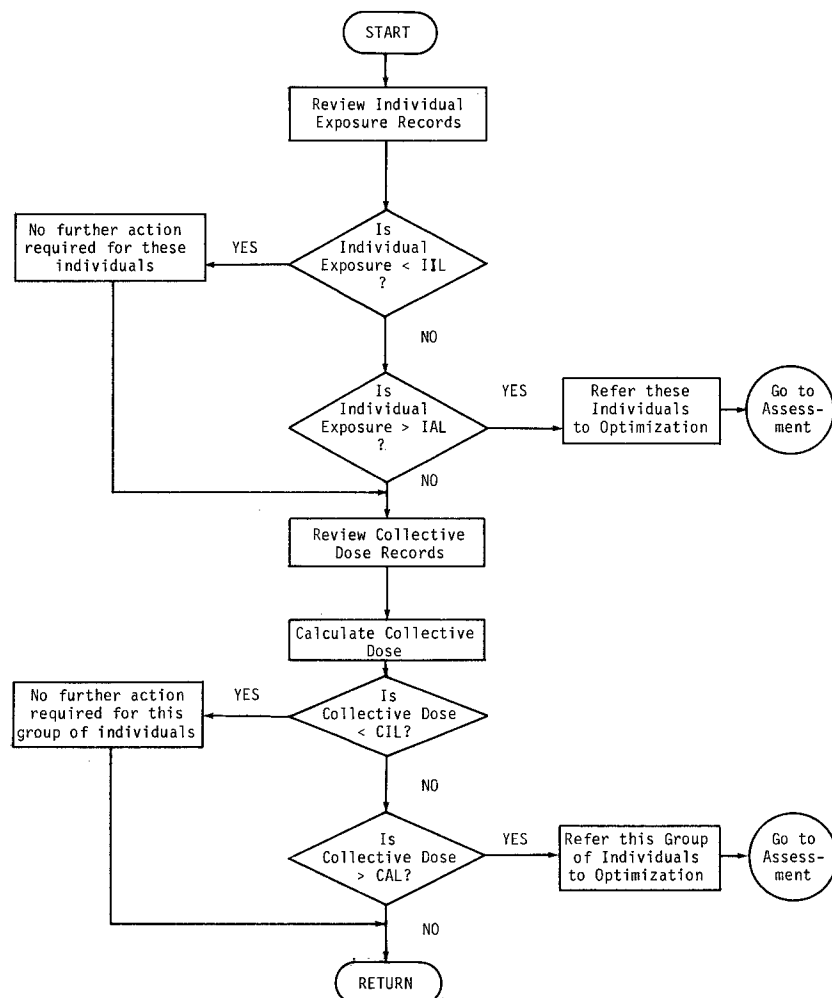 START
Review Individual
Exposure Records
Is
Individual
Exposure < IIL
?
YES
No further action
required for these
individuals
NO
Is
Individual
Exposure > IAL
?
YES
Refer these
Individuals
to Optimization
Go to
Assess-
ment
NO
Review Collective
Dose Records
Calculate Collective
Dose
Is
Collective Dose
< CIL?
YES
No further action
required for this
group of individuals
NO
Is
Collective Dose
> CAL?
YES
Refer this Group
of Individuals
to Optimization
Go to
Assess-
ment
NO
RETURN